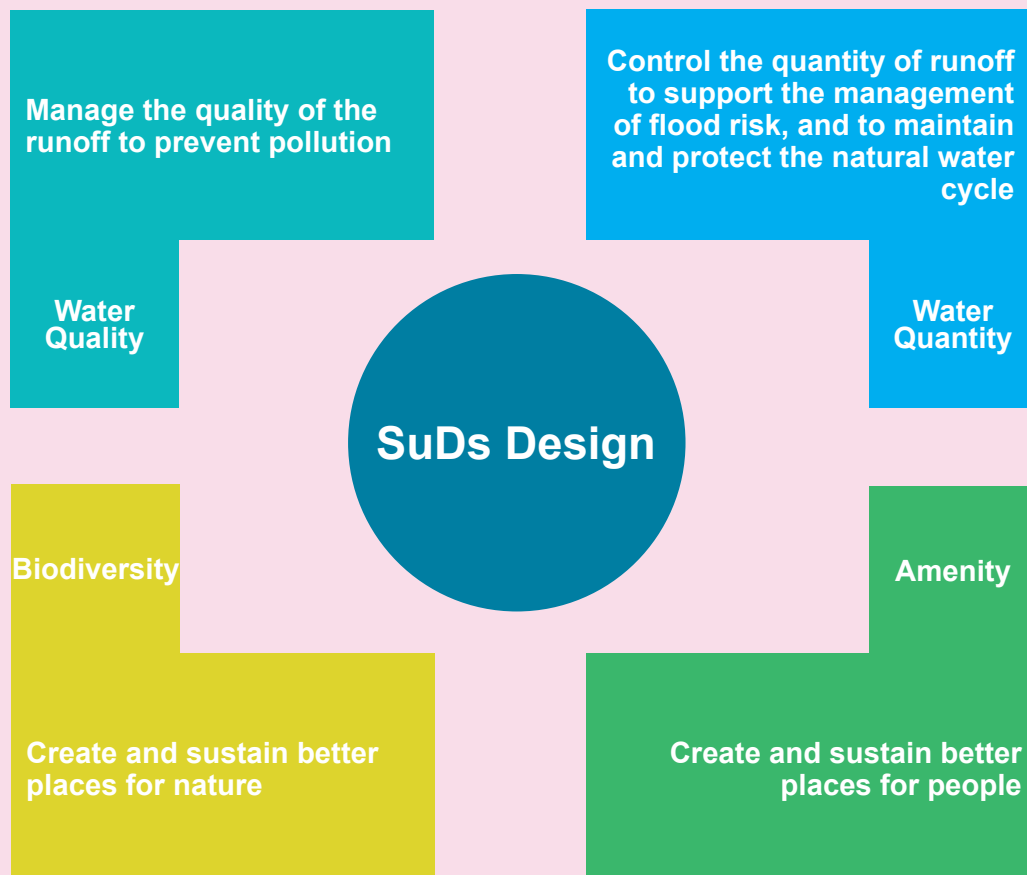 Manage the quality of the
runoff to prevent pollution
Water
Quality
Control the quantity of runoff
to support the management
of flood risk, and to maintain
and protect the natural water
cycle
Water
Quantity
SuDs Design
Biodiversity
Create and sustain better
places for nature
Amenity
Create and sustain better
places for people